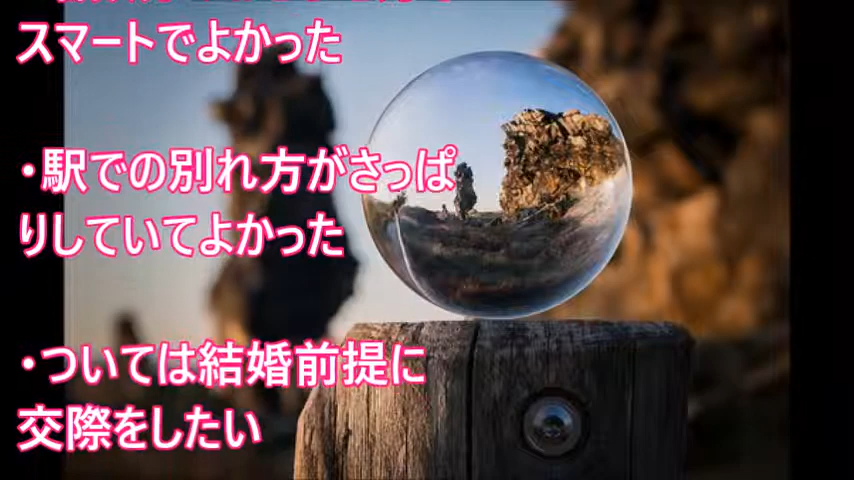 スマートでよかった
・駅での別れ方がさっぱ
りしていてよかった
・ついては結婚前提に
交際をしたい